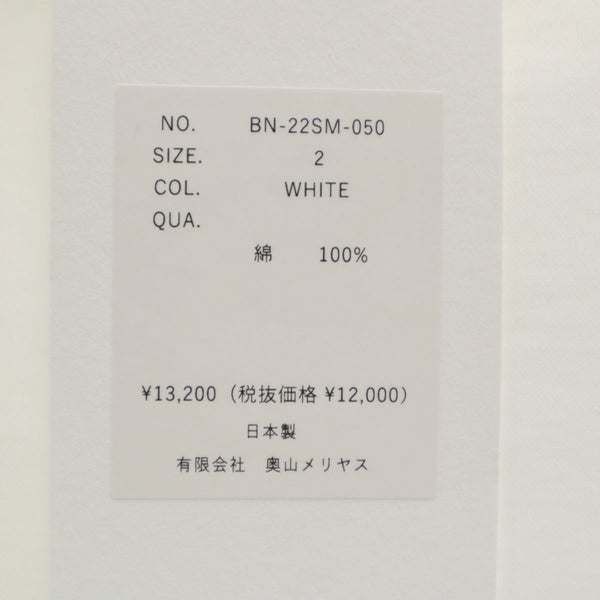 NO. BN-22SM-050
SIZE. 2
COL. WHITE
QUA.
綿 100%
¥13,200（税抜価格 ¥12,000）
日本製
有限会社 奥山メリヤス